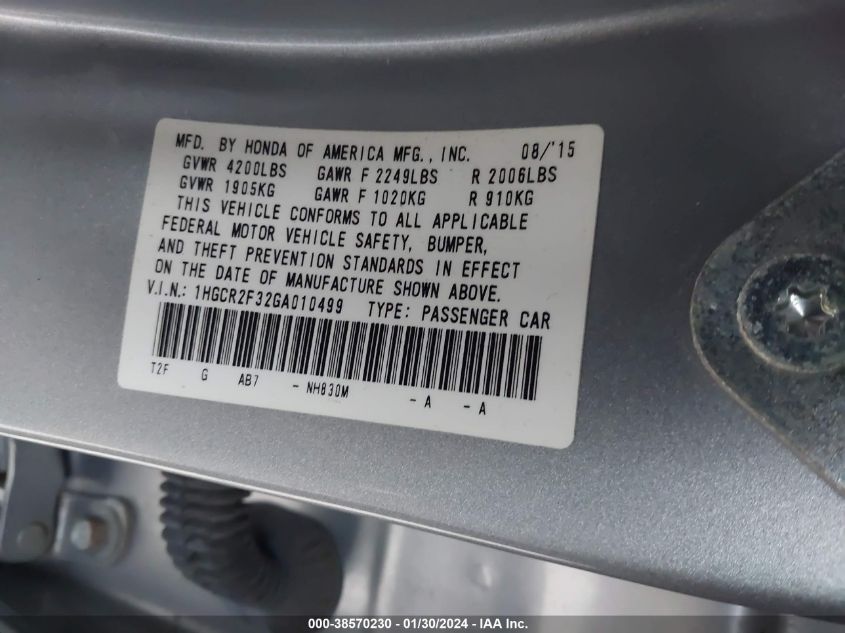 MFD. BY HONDA OF AMERICA MFG., INC. 08/'15
GVWR 4200LBS GAWR F 2249LBS R 2006LBS
GVWR 1905KG GAWR F 1020KG R 910KG
THIS VEHICLE CONFORMS TO ALL APPLICABLE
FEDERAL MOTOR VEHICLE SAFETY, BUMPER,
AND THEFT PREVENTION STANDARDS IN EFFECT
ON THE DATE OF MANUFACTURE SHOWN ABOVE.
V.I.N.: 1HGCR2F32GA010499 TYPE: PASSENGER CAR
T2F G AB7 - NH830M - A - A
000-38570230 - 01/30/2024 - IAA Inc.